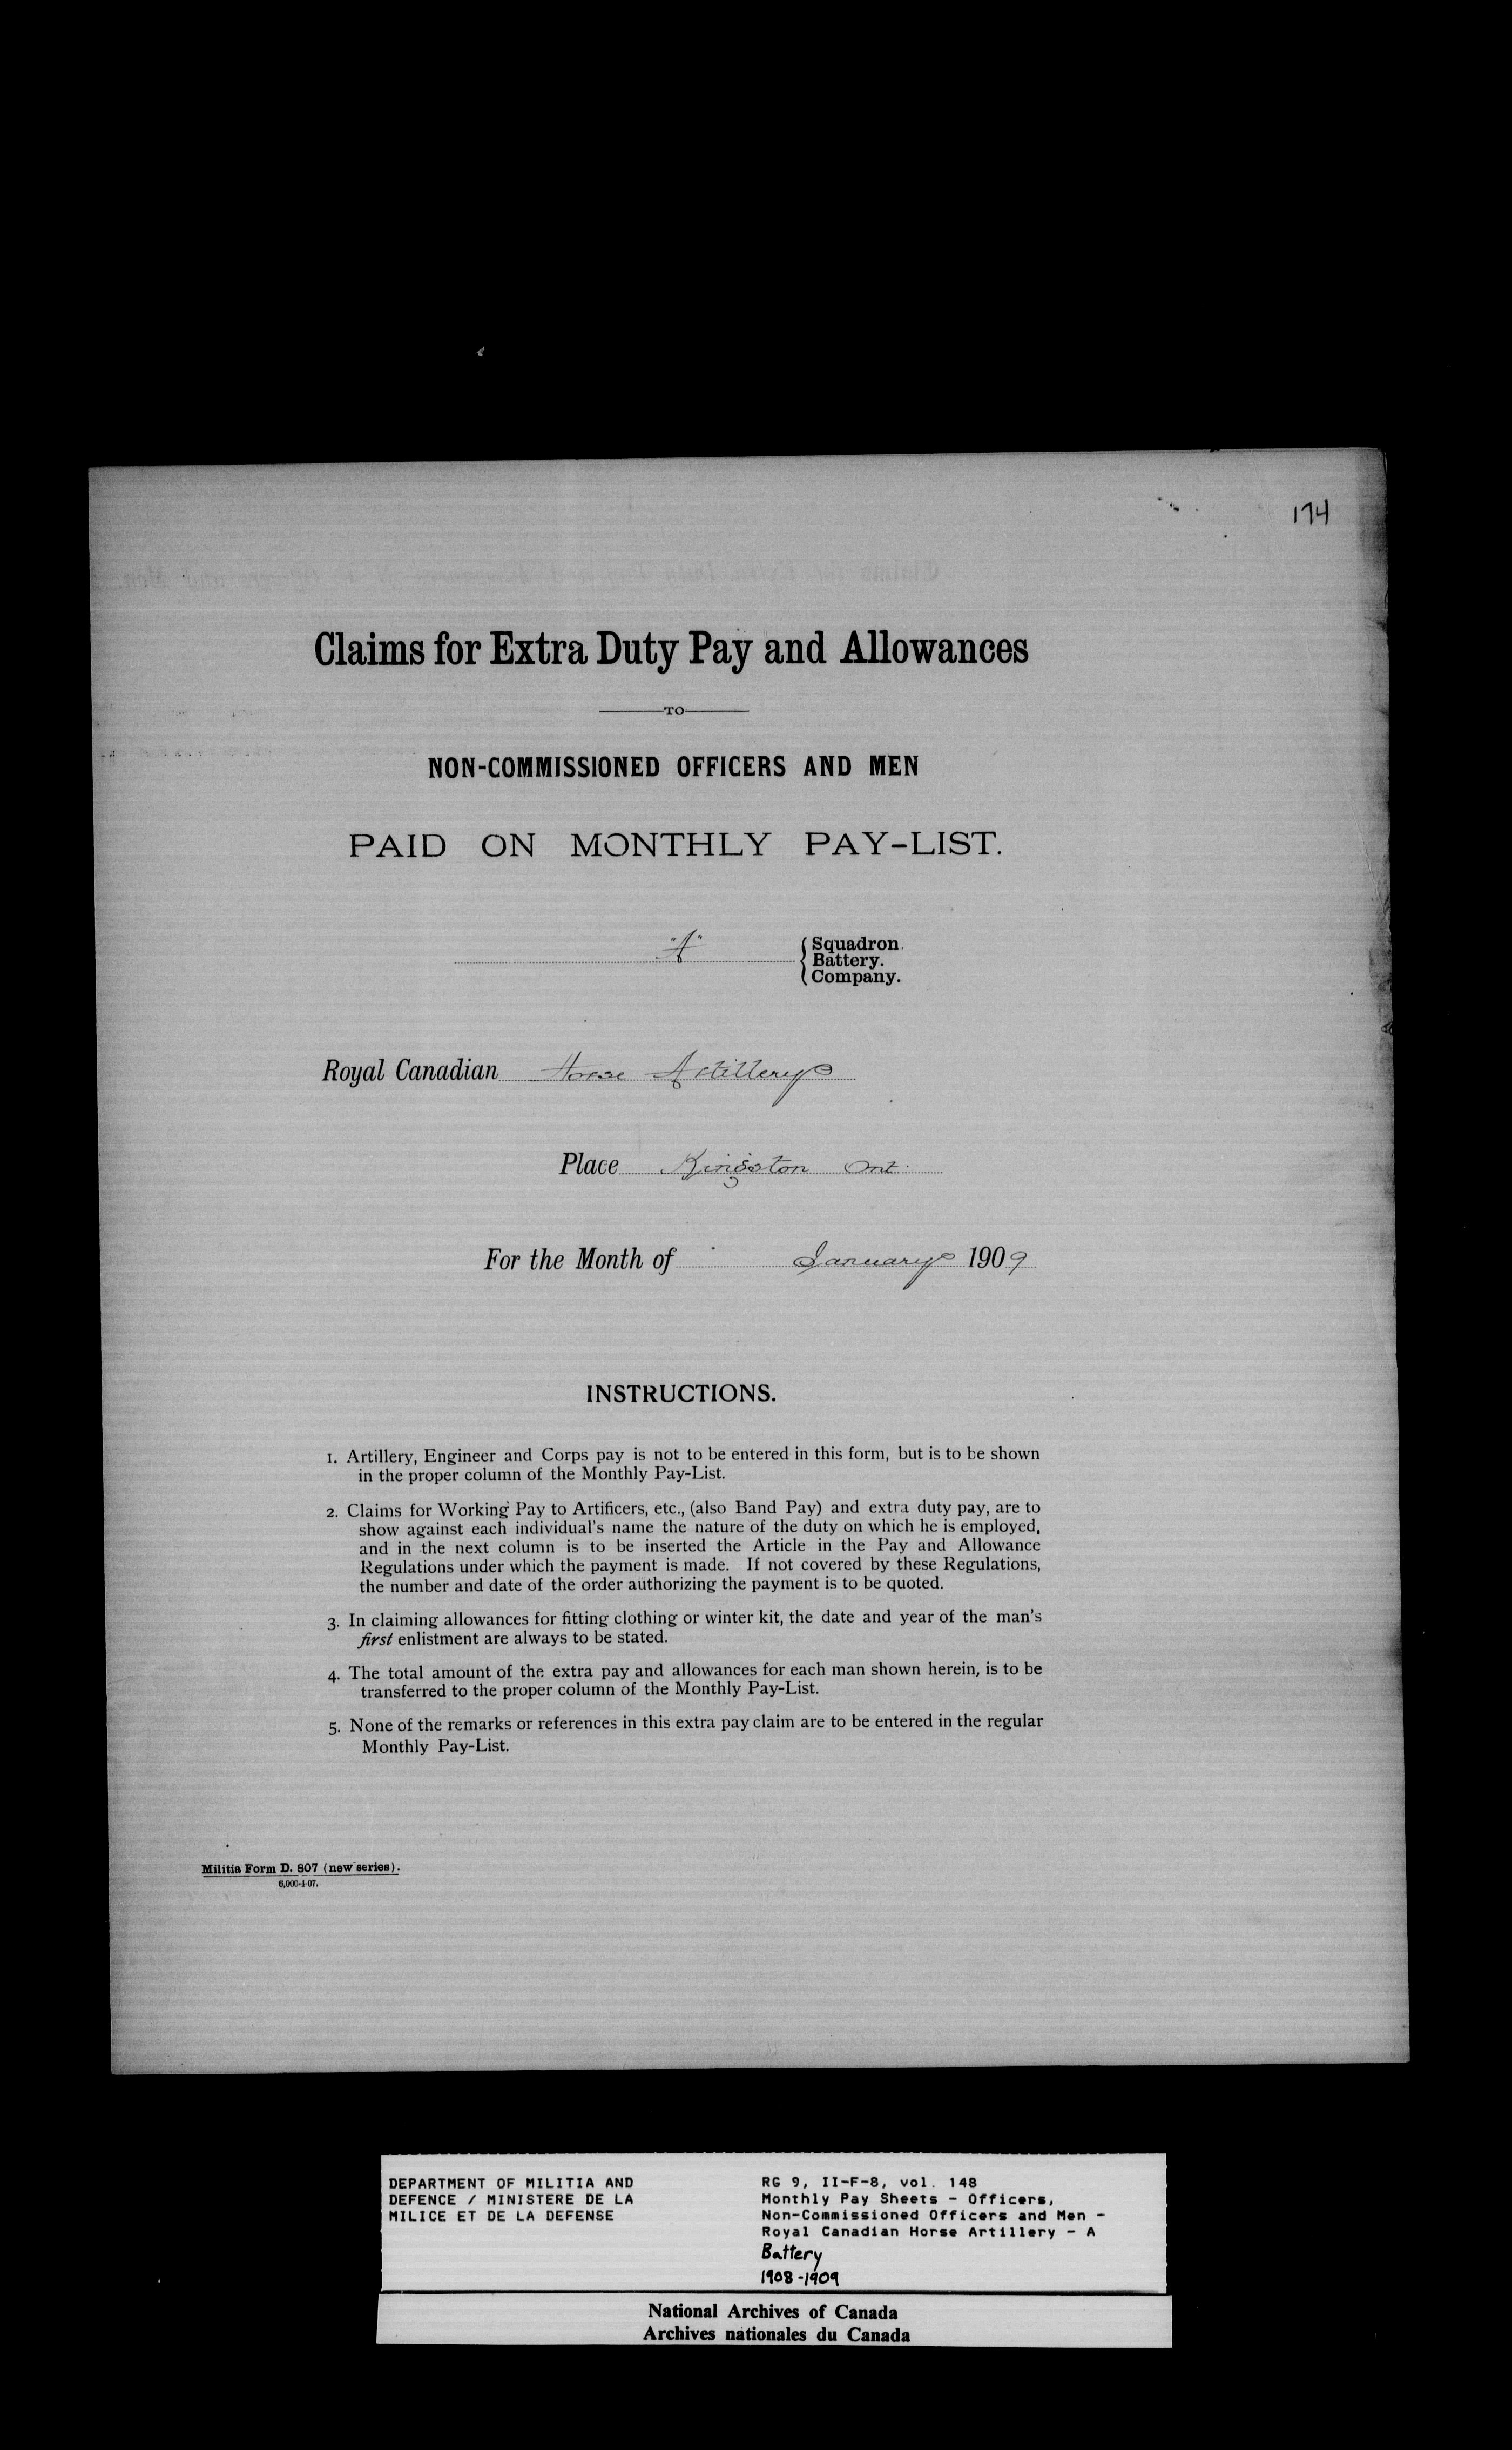 174
Claims for Extra Duty Pay and Allowances
TO
NON-COMMISSIONED OFFICERS AND MEN
PAID ON MONTHLY PAY-LIST.
"A" Squadron.
Battery.
Company.
Royal Canadian Horse Artillery
Place Kingston Ont.
For the Month of January 1909
INSTRUCTIONS.
1. Artillery, Engineer and Corps pay is not to be entered in this form, but is to be shown
in the proper column of the Monthly Pay-List.
2. Claims for Working Pay to Artificers, etc., (also Band Pay) and extra duty pay, are to
show against each individual's name the nature of the duty on which he is employed,
and in the next column is to be inserted the Article in the Pay and Allowance
Regulations under which the payment is made. If not covered by these Regulations,
the number and date of the order authorizing the payment is to be quoted.
3. In claiming allowances for fitting clothing or winter kit, the date and year of the man's
first enlistment are always to be stated.
4. The total amount of the extra pay and allowances for each man shown herein, is to be
transferred to the proper column of the Monthly Pay-List.
5. None of the remarks or references in this extra pay claim are to be entered in the regular
Monthly Pay-List.
Militia Form D. 807 (new series).
6,000-1-07.
DEPARTMENT OF MILITIA AND
DEFENCE / MINISTERE DE LA
MILICE ET DE LA DEFENSE
RG 9, II-F-8, vol. 148
Monthly Pay Sheets - Officers,
Non-Commissioned Officers and Men -
Royal Canadian Horse Artillery - A
Battery
1908-1909
National Archives of Canada
Archives nationales du Canada